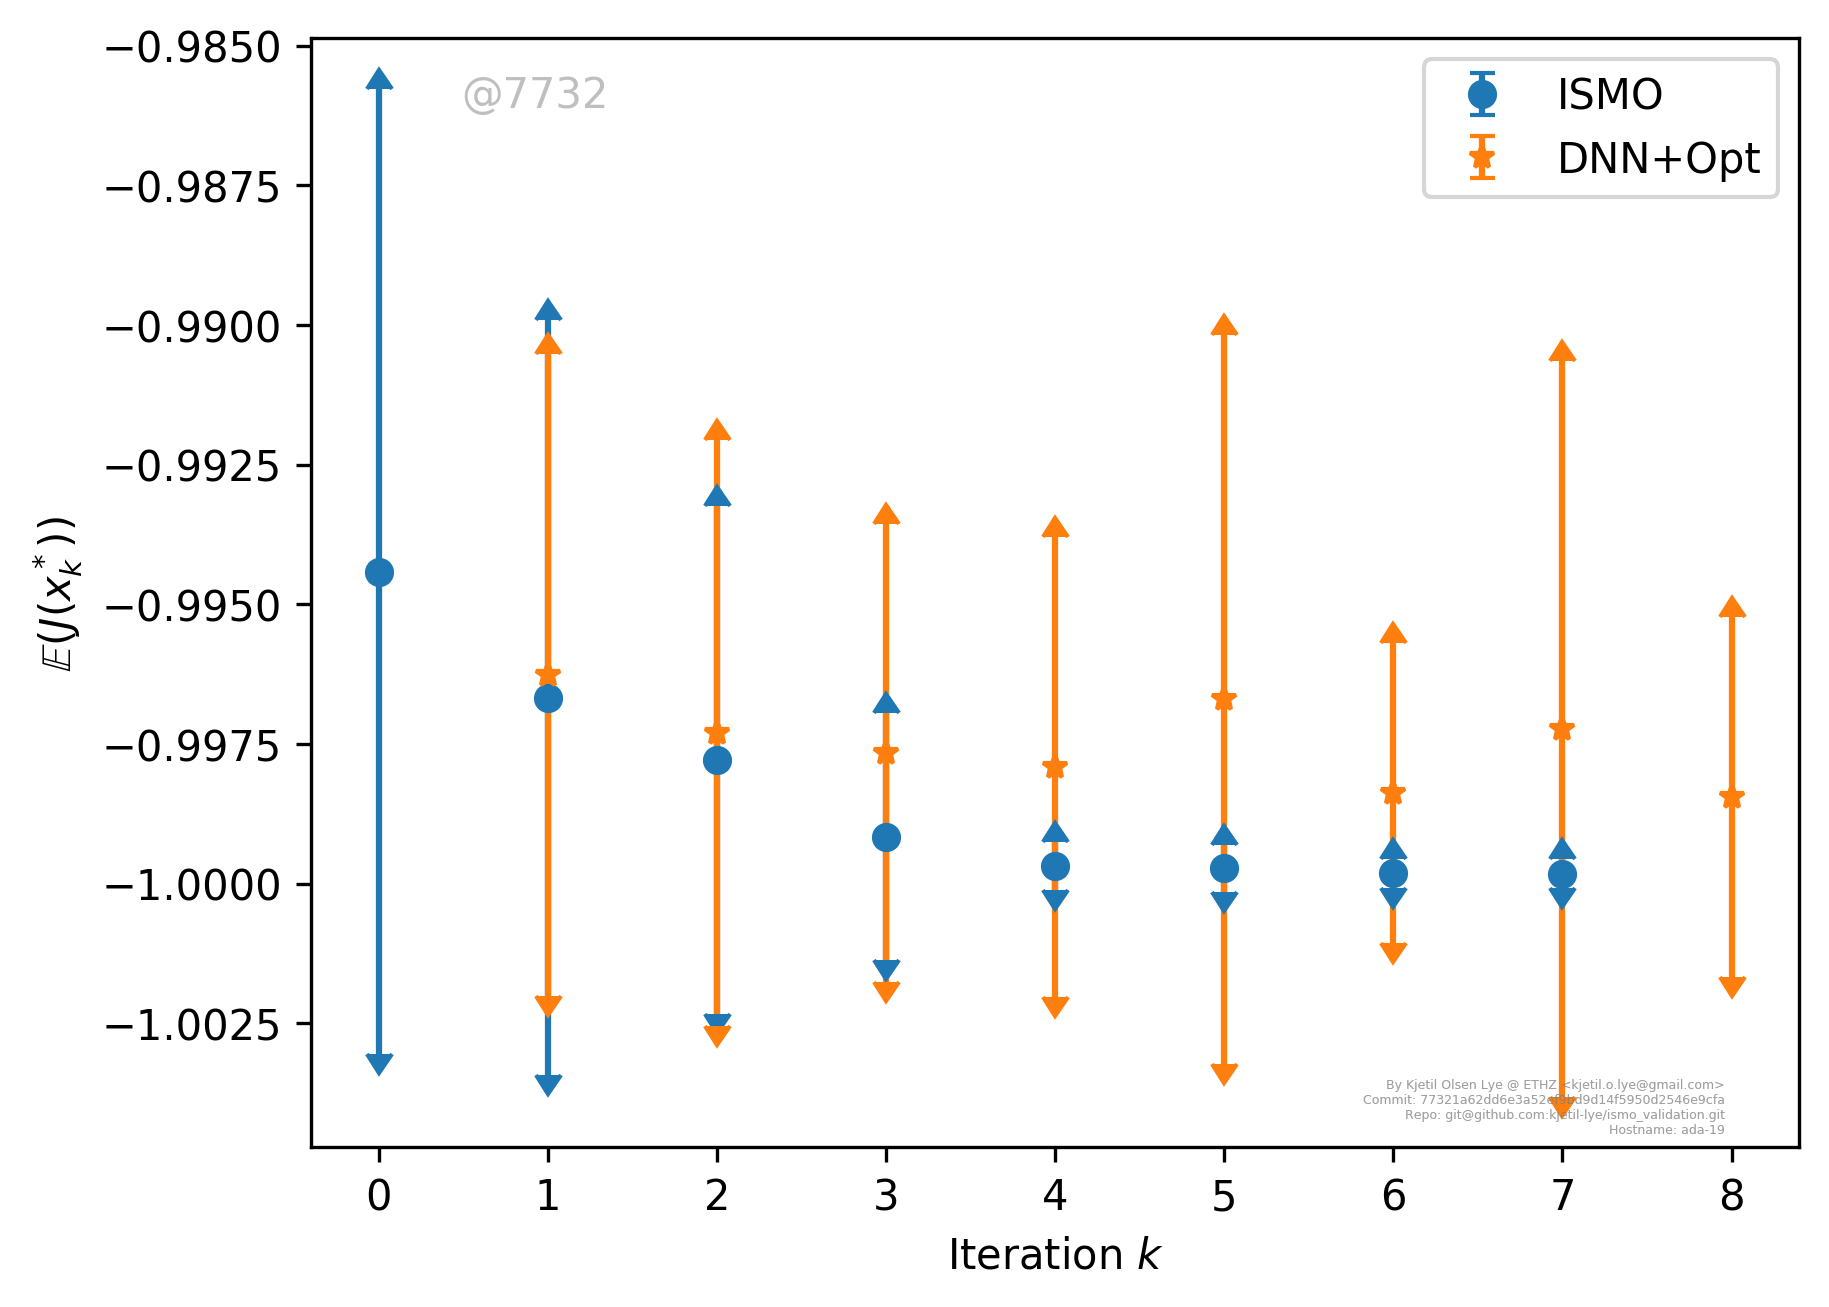 −0.9850
−0.9875
−0.9900
−0.9925
−0.9950
−0.9975
−1.0000
−1.0025
𝔼(J(x*k))
@7732
ISMO
DNN+Opt
By Kjetil Olsen Lye @ ETHZ <kjetil.o.lye@gmail.com>
Repo: git@github.com:kjetil-lye/ismo_validation.git
Hostname: ada-19
0 1 2 3 4 5 6 7 8
Iteration k